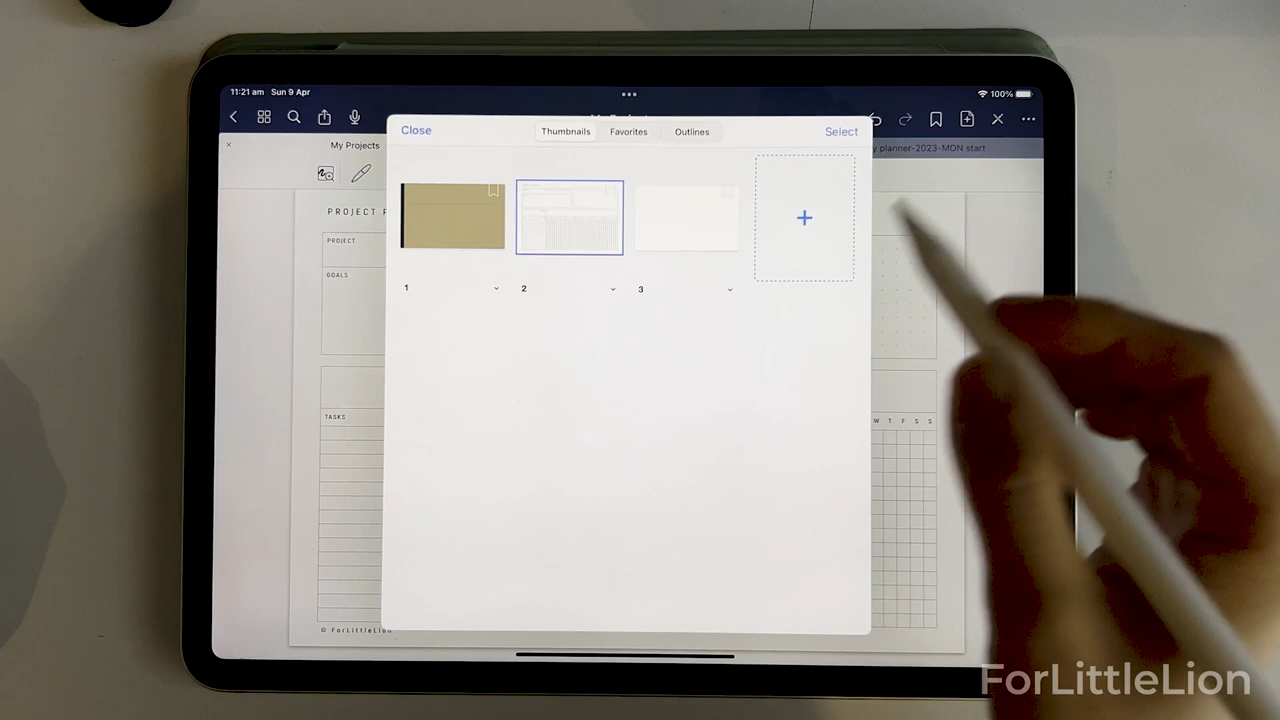 11:21 am Sun 9 Apr
100%
Close
Thumbnails
Favorites
Outlines
Select
My Projects
y planner-2023-MON start
PROJECT
PROJECT
GOALS
1
2
3
TASKS
W T F S S
© ForLittleLion
ForLittleLion